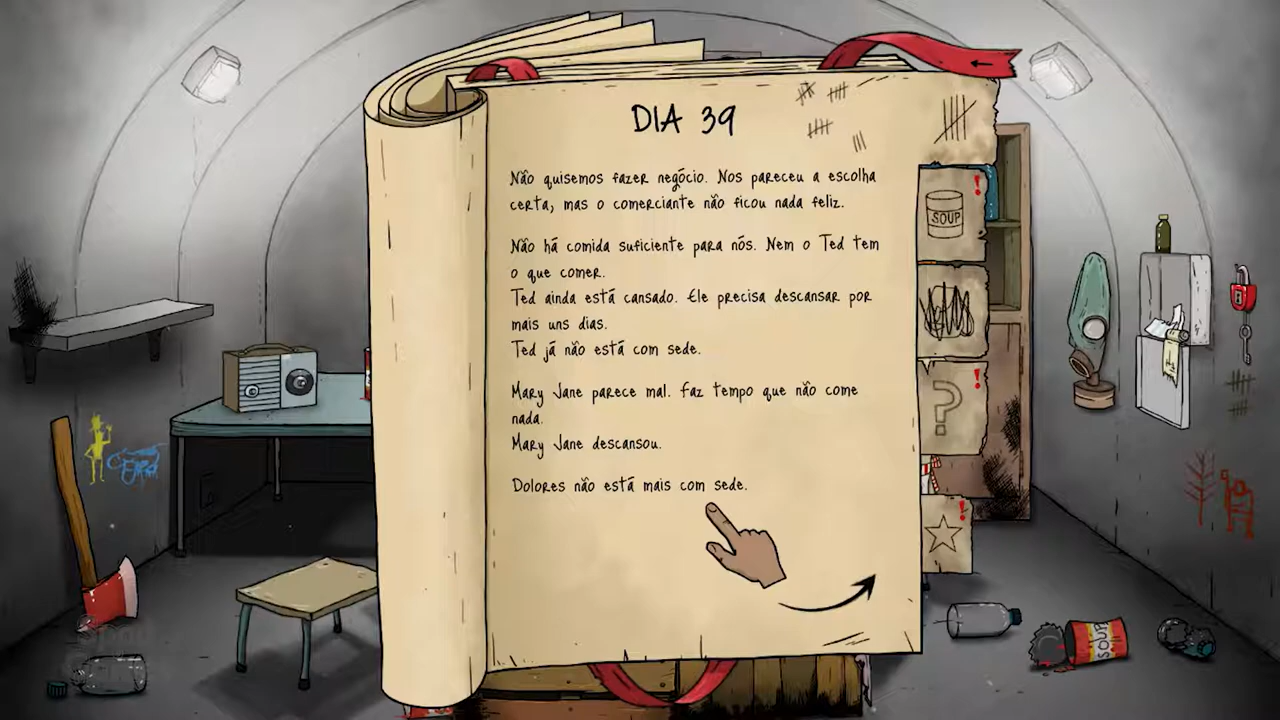 DIA 39
Não quisemos fazer negócio. Nos pareceu a escolha
certa, mas o comerciante não ficou nada feliz.
Não há comida suficiente para nós. Nem o Ted tem
o que comer.
Ted ainda está cansado. Ele precisa descansar por
mais uns dias.
Ted já não está com sede.
Mary Jane parece mal. Faz tempo que não come
nada.
Mary Jane descansou.
Dolores não está mais com sede.
SOUP
SOUP